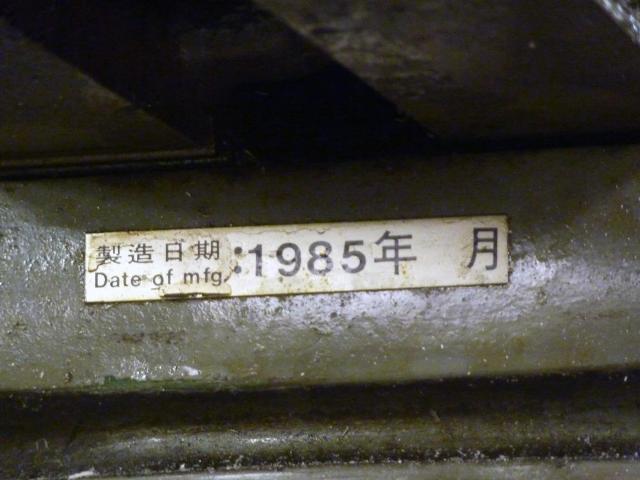 製造日期:1985年 月
Date of mfg.